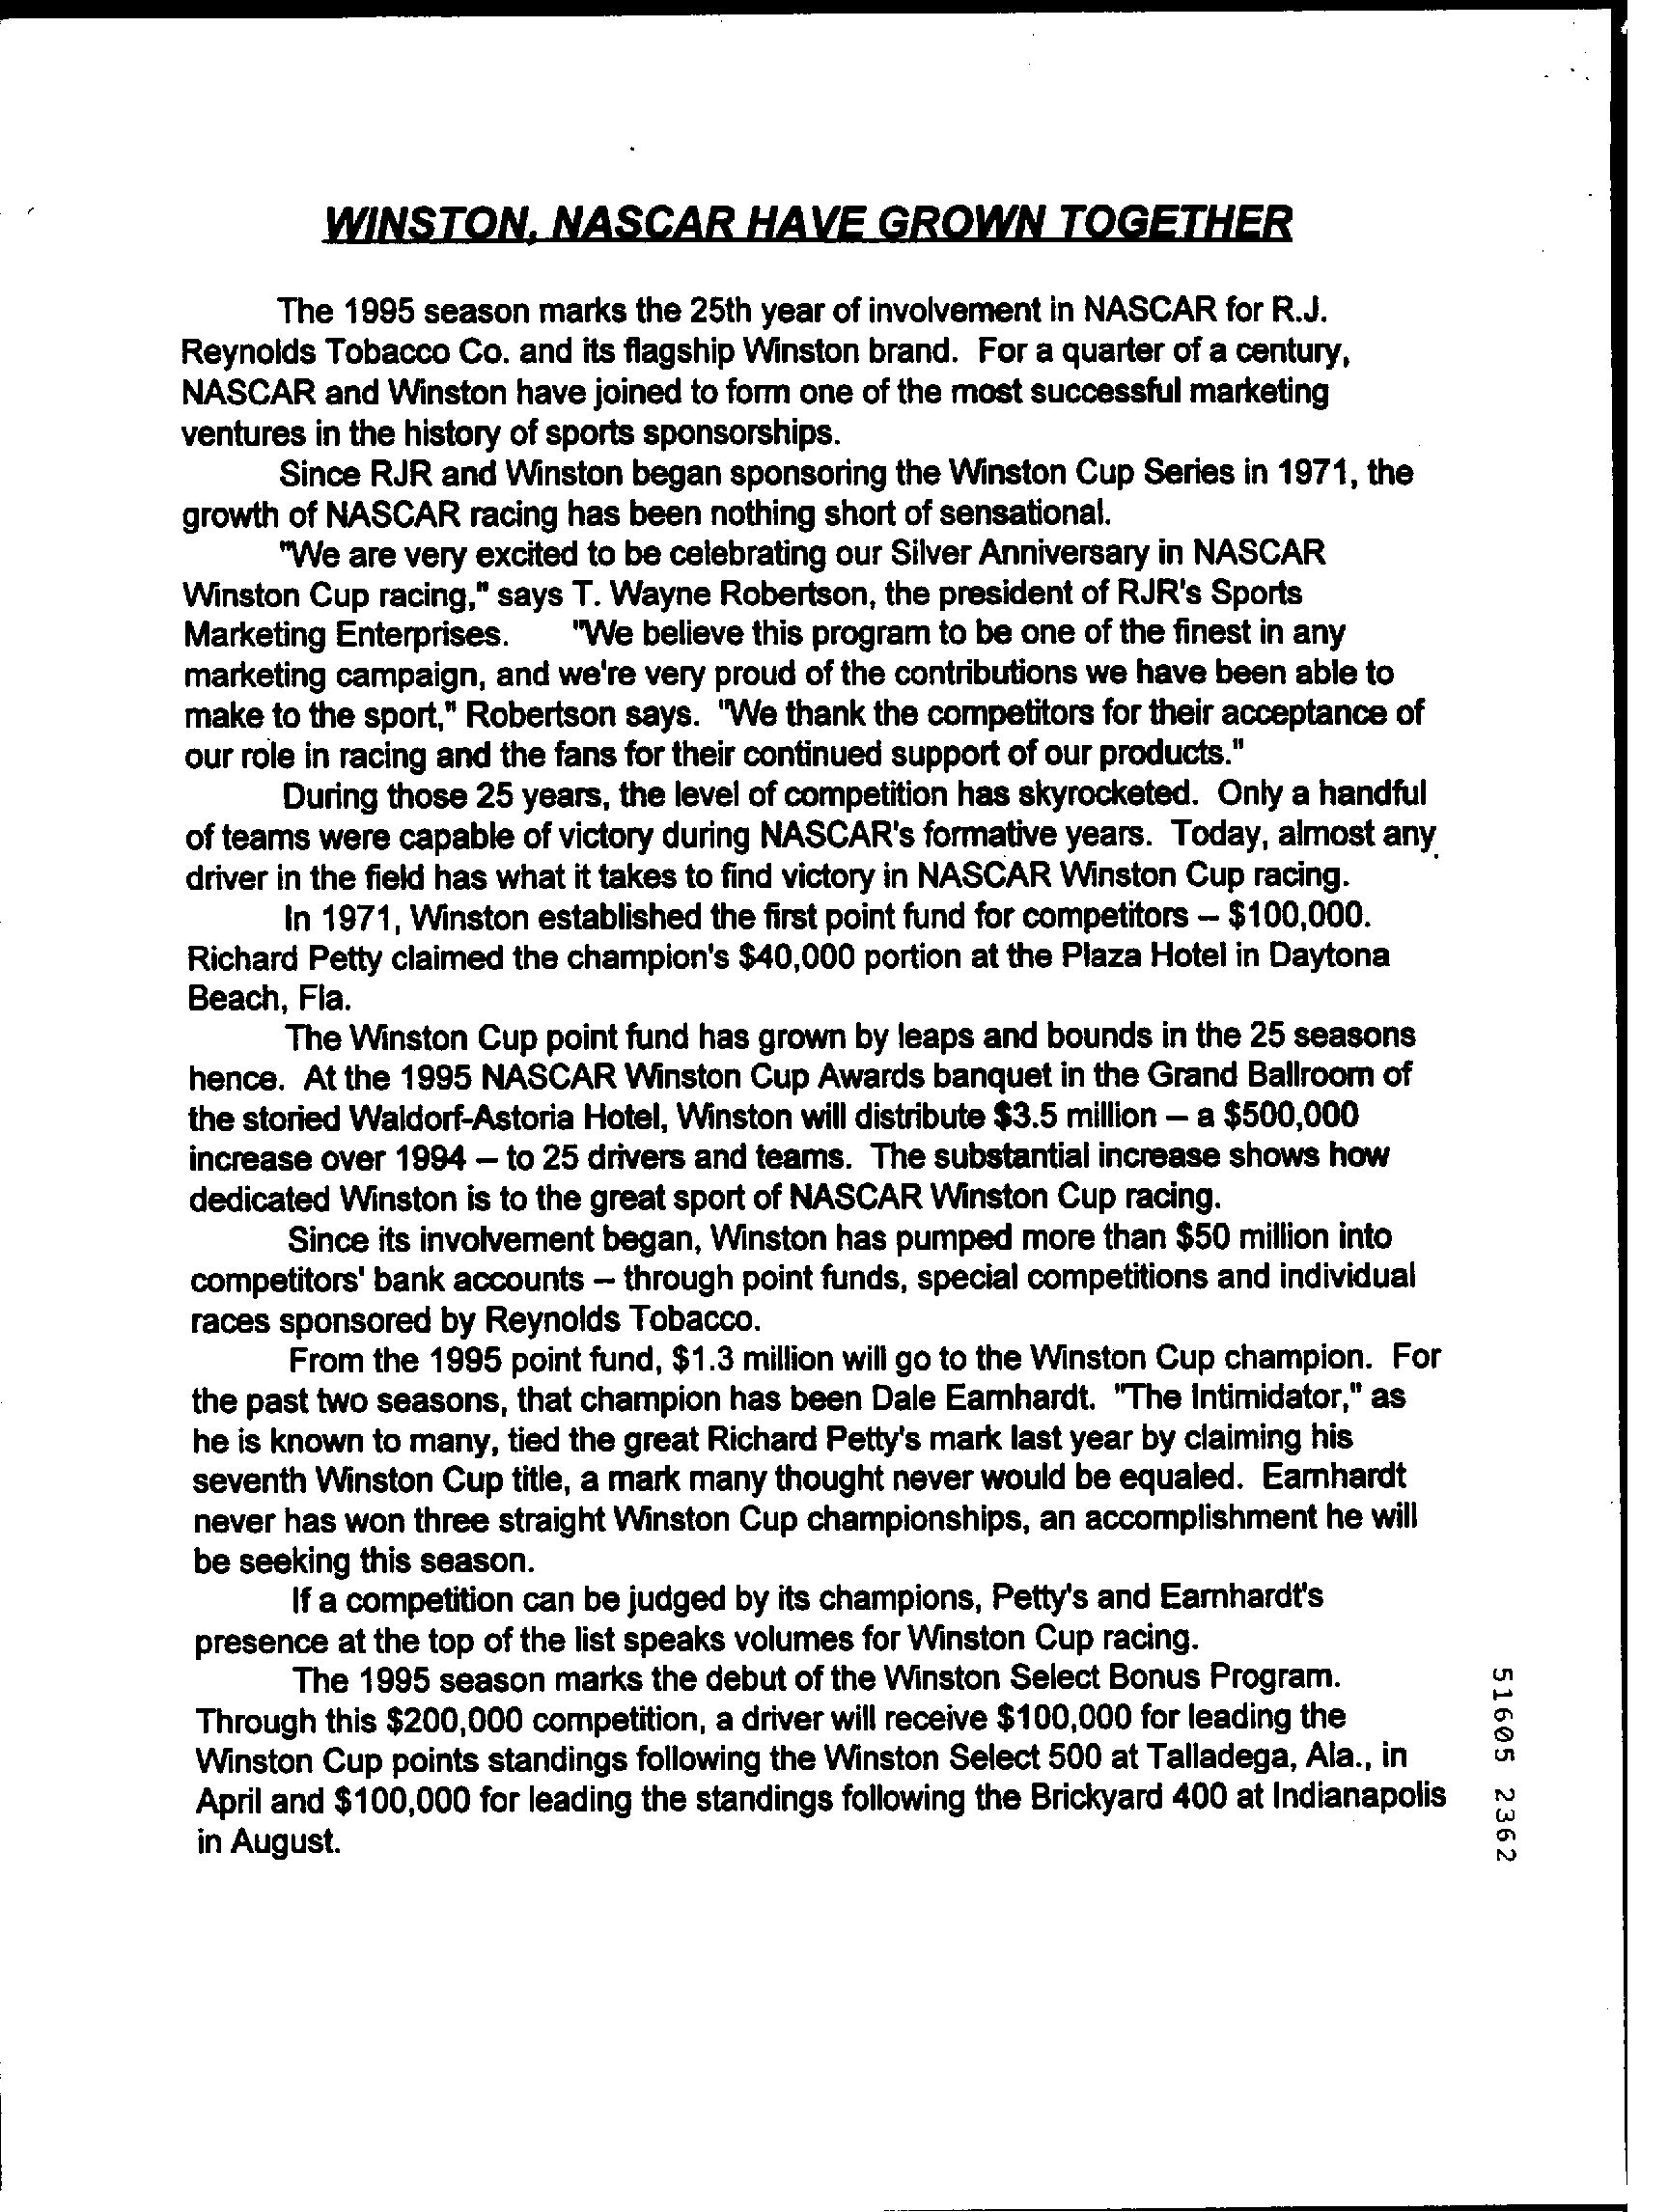 WINSTON, NASCAR HAVE GROWN TOGETHER
The 1995 season marks the 25th year of involvement in NASCAR for R.J.
Reynolds Tobacco Co. and its flagship Winston brand. For a quarter of a century,
NASCAR and Winston have joined to form one of the most successful marketing
ventures in the history of sports sponsorships.
Since RJR and Winston began sponsoring the Winston Cup Series in 1971, the
growth of NASCAR racing has been nothing short of sensational.
"We are very excited to be celebrating our Silver Anniversary in NASCAR
Winston Cup racing," says T. Wayne Robertson, the president of RJR's Sports
Marketing Enterprises. "We believe this program to be one of the finest in any
marketing campaign, and we're very proud of the contributions we have been able to
make to the sport," Robertson says. "We thank the competitors for their acceptance of
our role in racing and the fans for their continued support of our products."
During those 25 years, the level of competition has skyrocketed. Only a handful
of teams were capable of victory during NASCAR's formative years. Today, almost any
driver in the field has what it takes to find victory in NASCAR Winston Cup racing.
In 1971, Winston established the first point fund for competitors – $100,000.
Richard Petty claimed the champion's $40,000 portion at the Plaza Hotel in Daytona
Beach, Fla.
The Winston Cup point fund has grown by leaps and bounds in the 25 seasons
hence. At the 1995 NASCAR Winston Cup Awards banquet in the Grand Ballroom of
the storied Waldorf-Astoria Hotel, Winston will distribute $3.5 million – a $500,000
increase over 1994 – to 25 drivers and teams. The substantial increase shows how
dedicated Winston is to the great sport of NASCAR Winston Cup racing.
Since its involvement began, Winston has pumped more than $50 million into
competitors' bank accounts – through point funds, special competitions and individual
races sponsored by Reynolds Tobacco.
From the 1995 point fund, $1.3 million will go to the Winston Cup champion. For
the past two seasons, that champion has been Dale Earnhardt. "The Intimidator," as
he is known to many, tied the great Richard Petty's mark last year by claiming his
seventh Winston Cup title, a mark many thought never would be equaled. Earnhardt
never has won three straight Winston Cup championships, an accomplishment he will
be seeking this season.
If a competition can be judged by its champions, Petty's and Earnhardt's
presence at the top of the list speaks volumes for Winston Cup racing.
The 1995 season marks the debut of the Winston Select Bonus Program.
Through this $200,000 competition, a driver will receive $100,000 for leading the
Winston Cup points standings following the Winston Select 500 at Talladega, Ala., in
April and $100,000 for leading the standings following the Brickyard 400 at Indianapolis
in August.
51605 2362